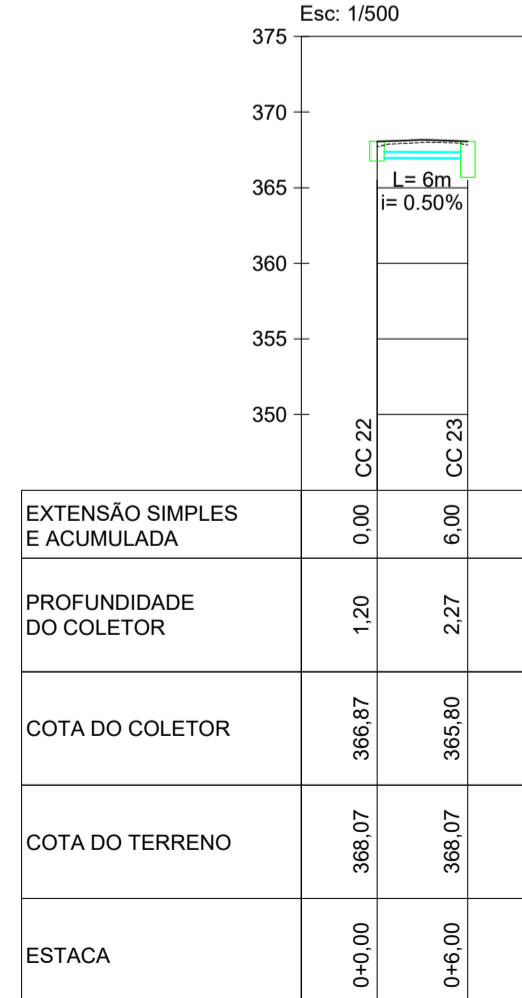 Esc: 1/500
375
370
365
360
355
350
L= 6m
i= 0.50%
CC 22
CC 23
EXTENSÃO SIMPLES
E ACUMULADA
0,00
6,00
PROFUNDIDADE
DO COLETOR
1,20
2,27
COTA DO COLETOR
366,87
365,80
COTA DO TERRENO
368,07
368,07
ESTACA
0+0,00
0+6,00